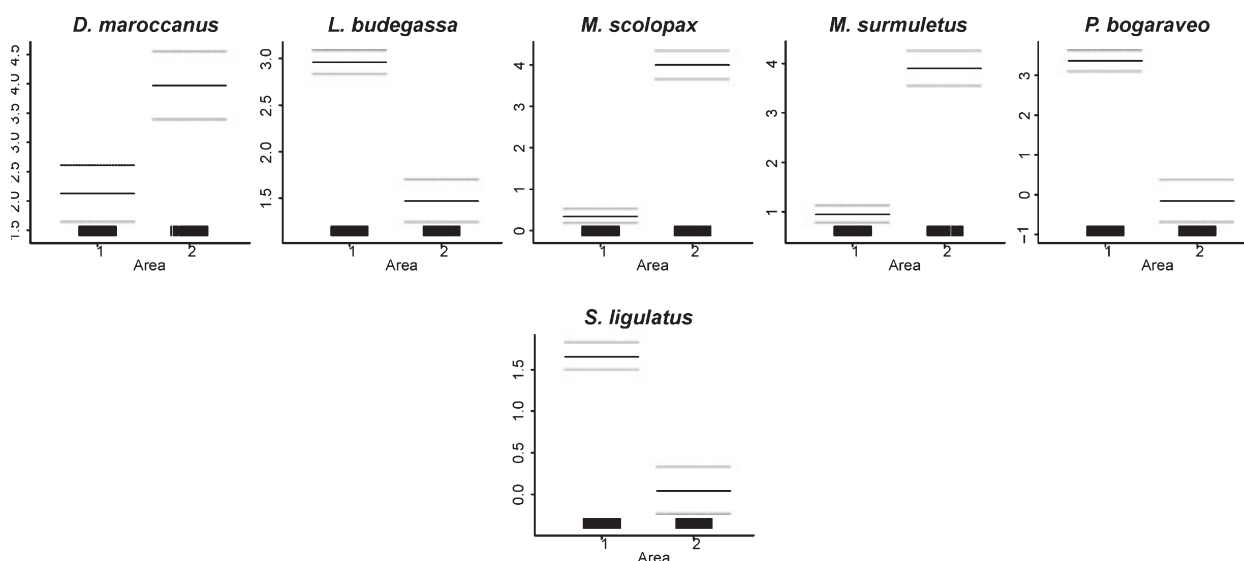 D. maroccanus
L. budegassa
M. scolopax
M. surmuletus
P. bogaraveo
1.5 2.0 2.5 3.0 3.5 4.0 4.5
1 2
Area
1.5 2.0 2.5 3.0
1 2
Area
0 1 2 3 4
1 2
Area
1 2 3 4
1 2
Area
−1 0 1 3 3
1 2
Area
S. ligulatus
0.0 0.5 1.0 1.5
1 2
Area